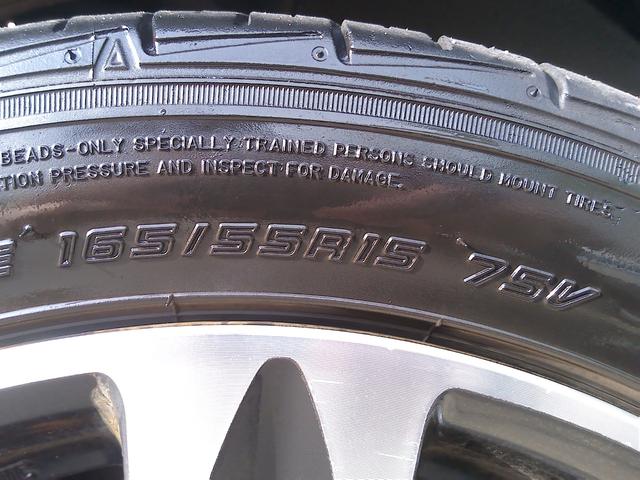 BEADS-ONLY SPECIALLY TRAINED PERSONS SHOULD MOUNT TIRES.
TION PRESSURE AND INSPECT FOR DAMAGE.
E 165/55R15 75V